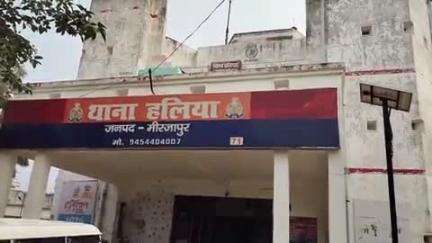 थाना हलिया
जनपद - मीरजापुर
मो. 9454404007